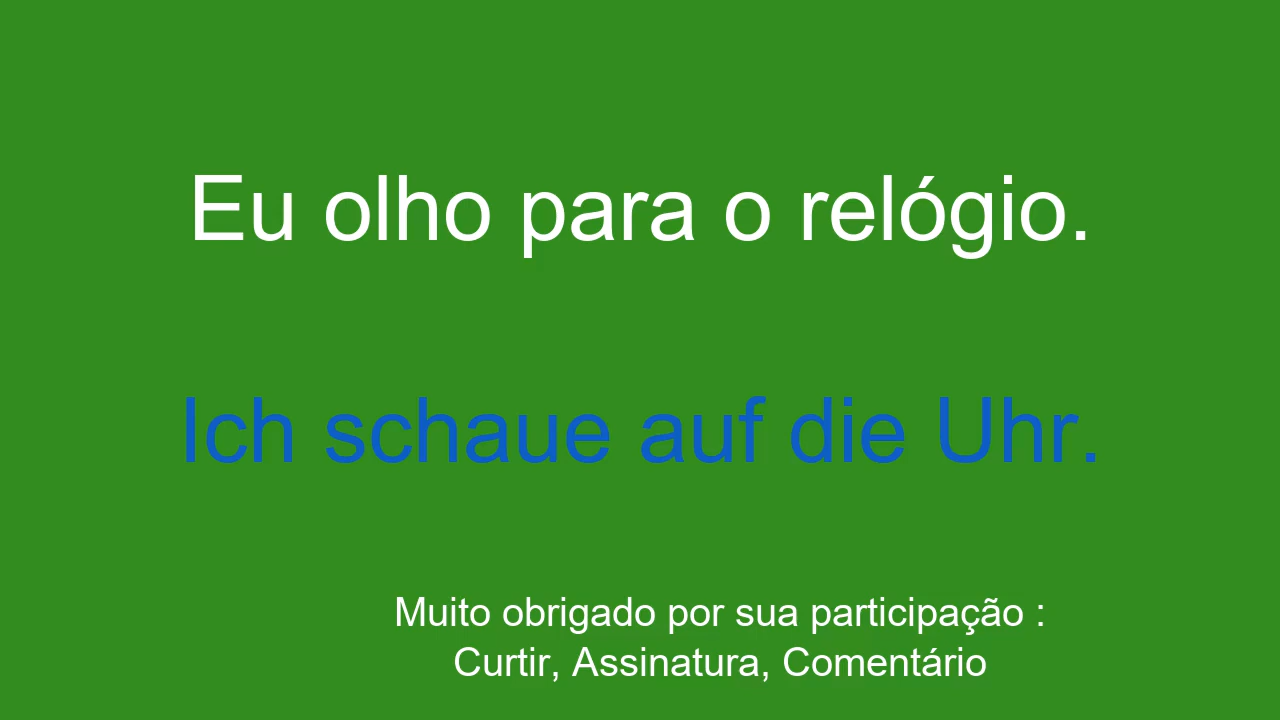 Eu olho para o relógio.
Ich schaue auf die Uhr.
Muito obrigado por sua participação :
Curtir, Assinatura, Comentário